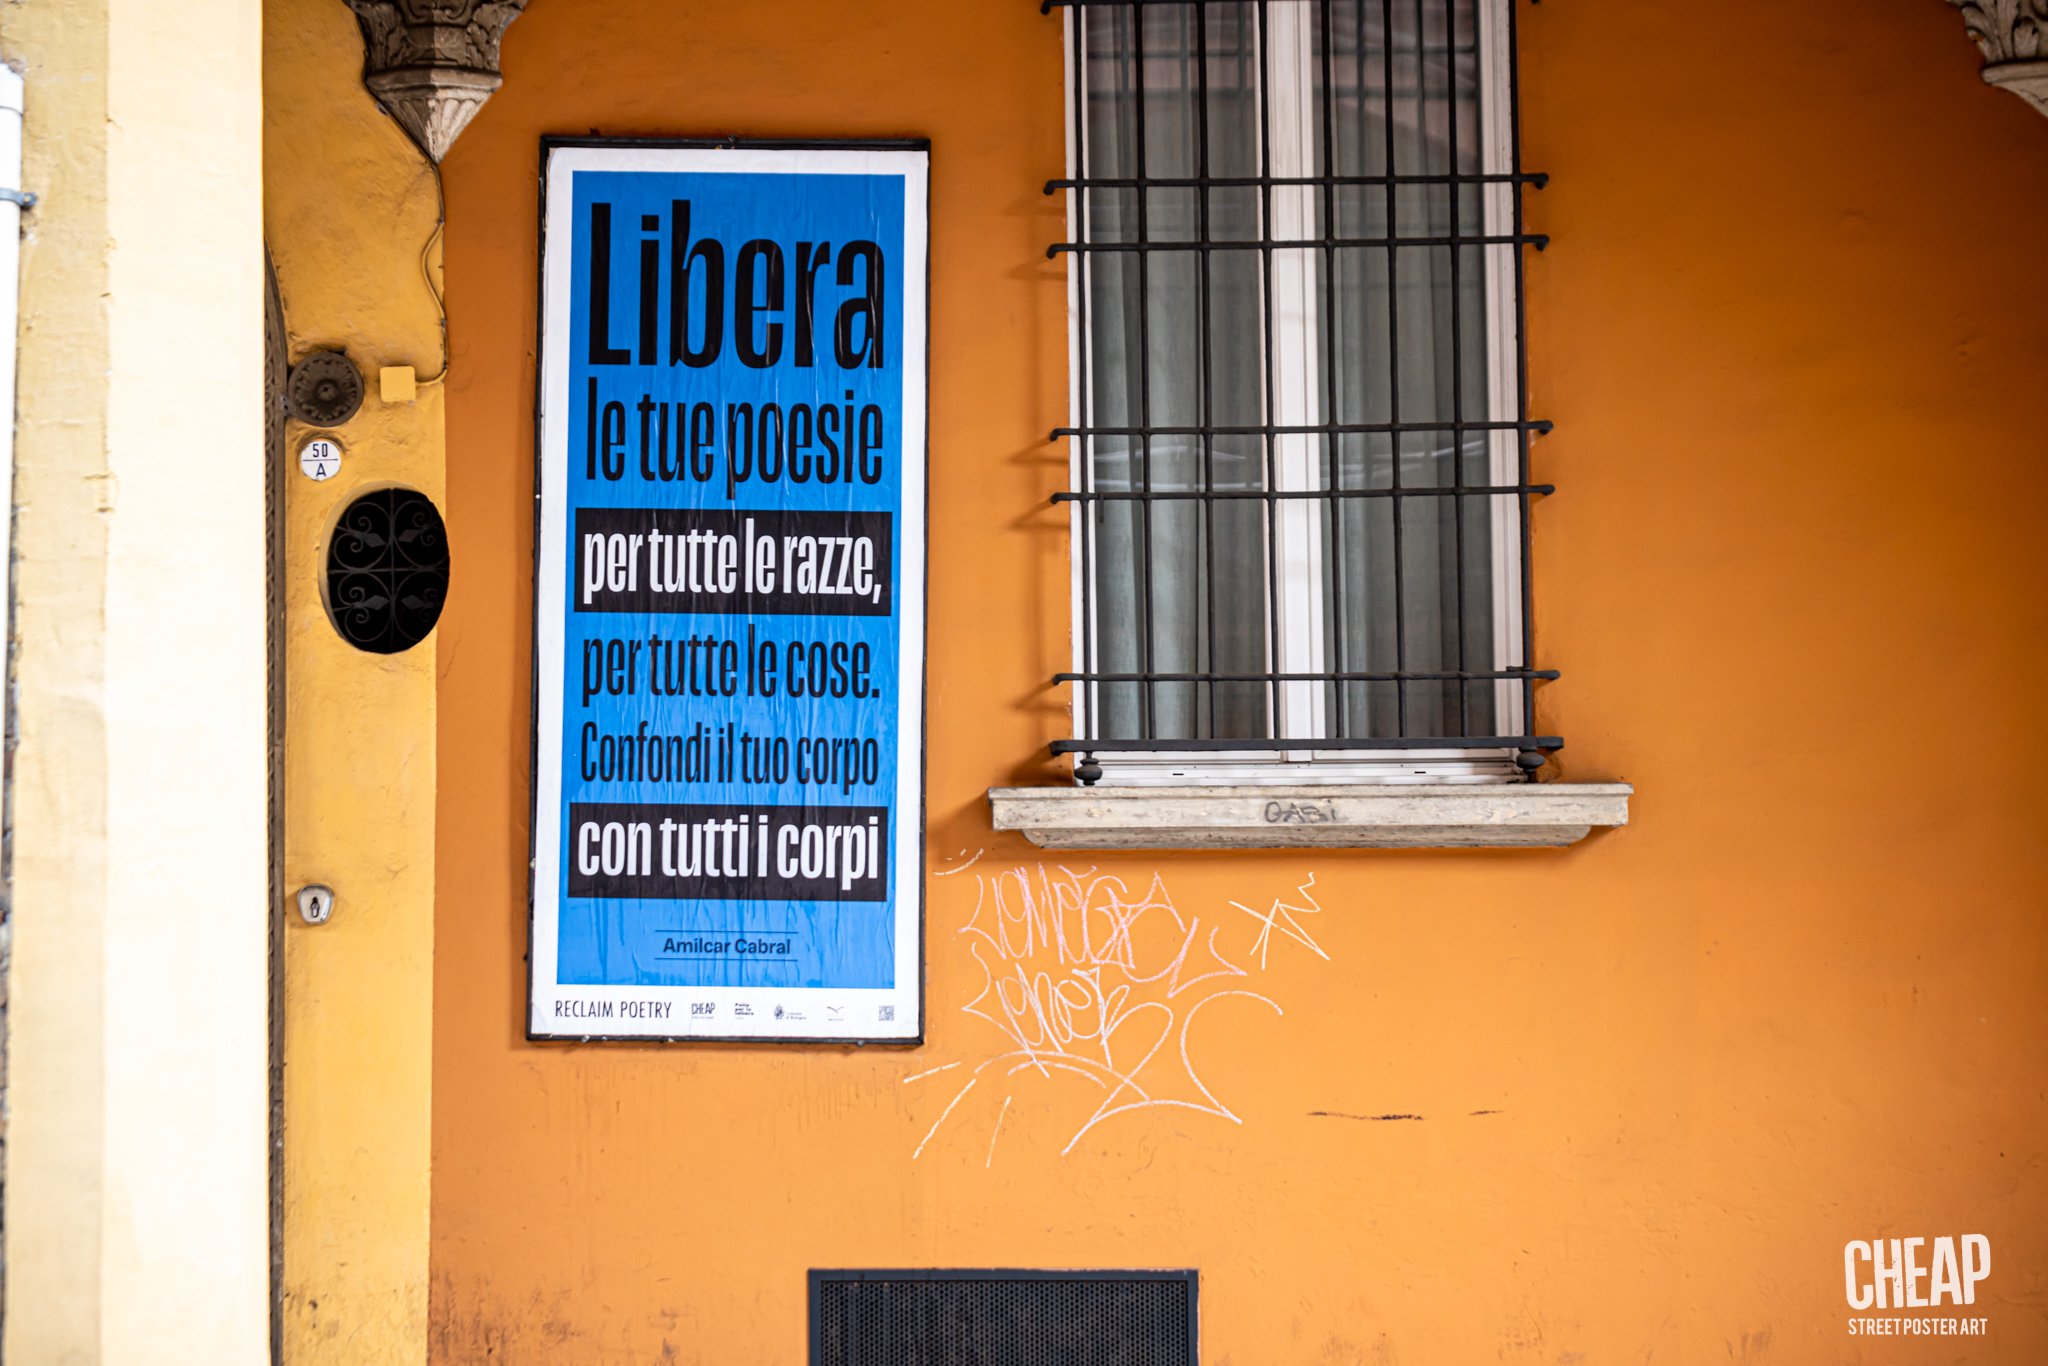 Libera
le tue poesie
per tutte le razze,
per tutte le cose.
Confondi il tuo corpo
con tutti i corpi
Amilcar Cabral
RECLAIM POETRY
CHEAP
50
A
GABi
CHEAP
STREET POSTER ART